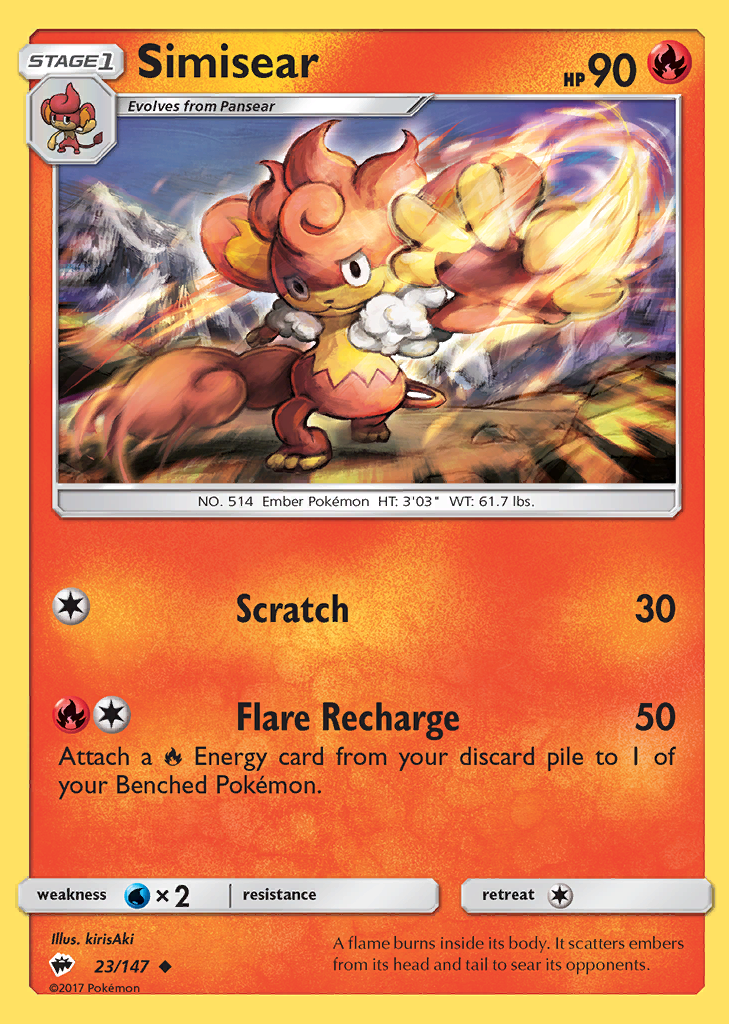 STAGE1
Simisear
HP 90
Evolves from Pansear
NO. 514 Ember Pokémon HT: 3'03" WT: 61.7 lbs.
Scratch 30
Flare Recharge 50
Attach a Energy card from your discard pile to 1 of
your Benched Pokémon.
weakness ×2 resistance
retreat
Illus. kirisAki
23/147
©2017 Pokémon
A flame burns inside its body. It scatters embers
from its head and tail to sear its opponents.